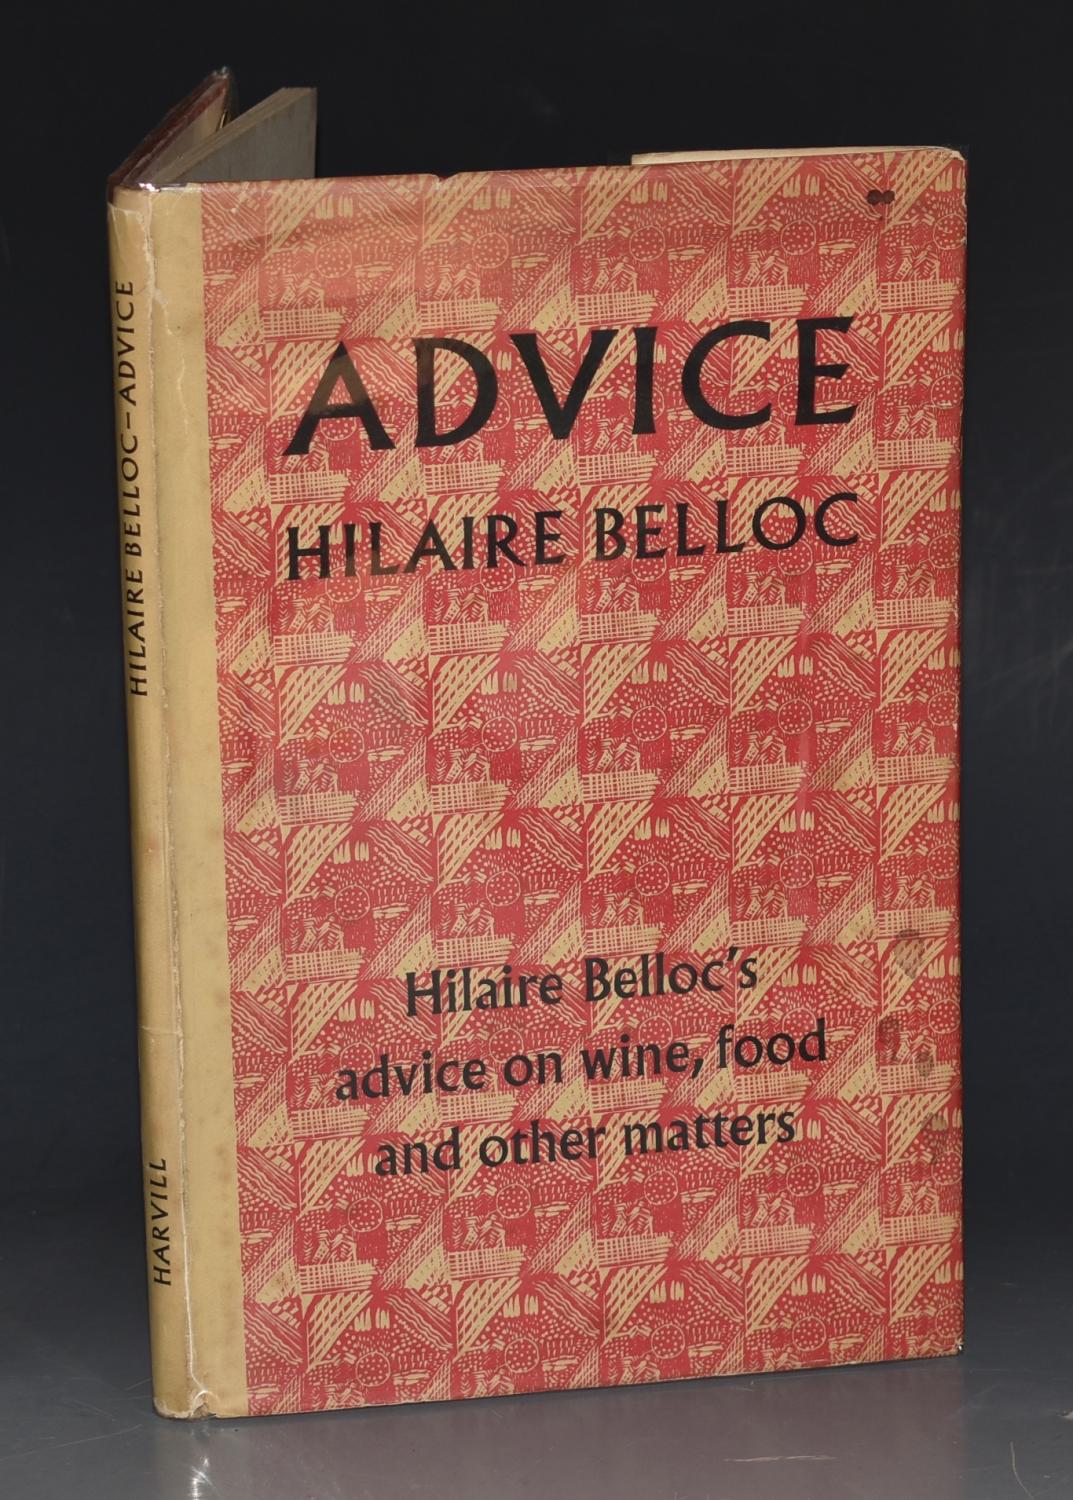 HILAIRE BELLOC–ADVICE
HARVILL
ADVICE
HILAIRE BELLOC
Hilaire Belloc's
advice on wine, food
and other matters